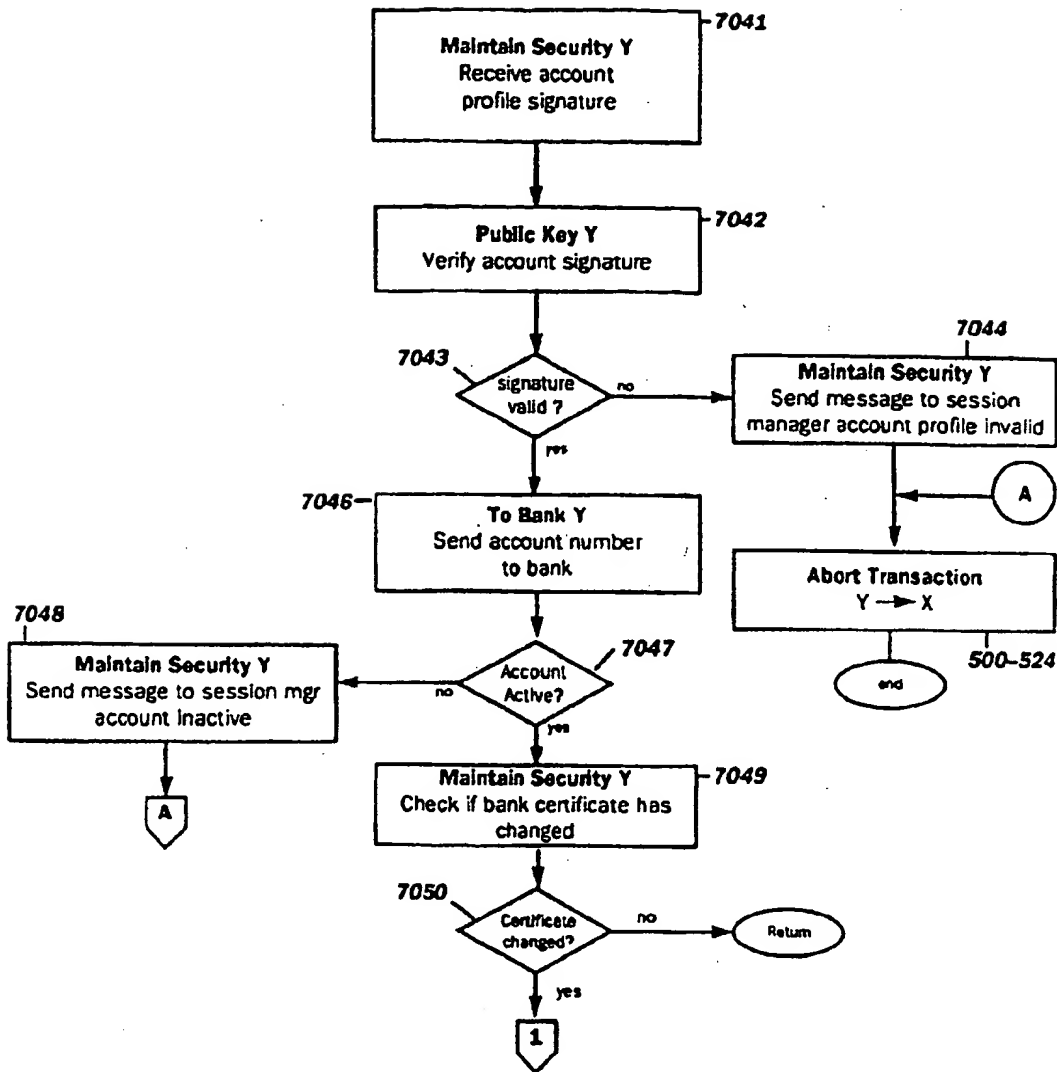 7041
Maintain Security Y
Receive account
profile signature
7042
Public Key Y
Verify account signature
7043
signature
valid ?
no
yes
7044
Maintain Security Y
Send message to session
manager account profile invalid
A
Abort Transaction
Y → X
500-524
end
7046
To Bank Y
Send account number
to bank
7047
Account
Active?
no
yes
7048
Maintain Security Y
Send message to session mgr
account inactive
A
7049
Maintain Security Y
Check if bank certificate has
changed
7050
Certificate
changed?
no
Return
yes
1